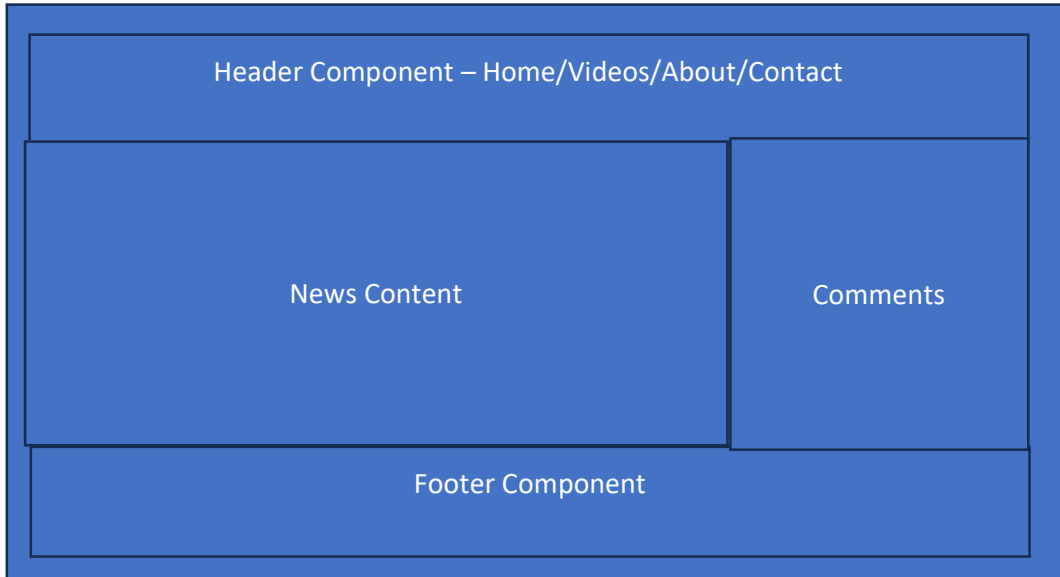 Header Component – Home/Videos/About/Contact
News Content
Comments
Footer Component